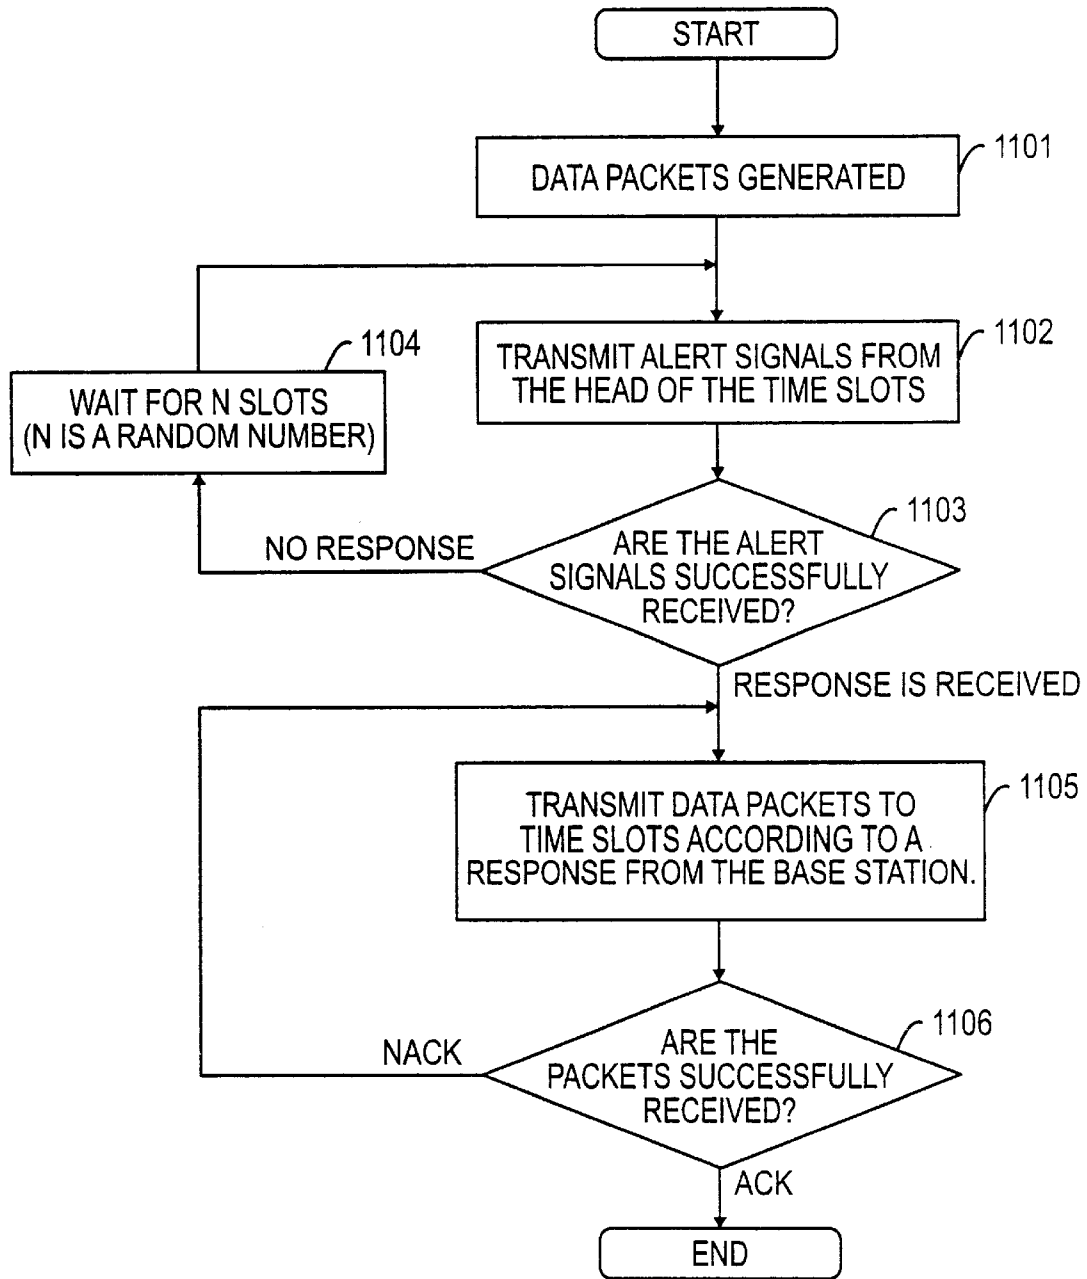 START
1101
DATA PACKETS GENERATED
1102
TRANSMIT ALERT SIGNALS FROM
THE HEAD OF THE TIME SLOTS
1104
WAIT FOR N SLOTS
(N IS A RANDOM NUMBER)
1103
ARE THE ALERT
SIGNALS SUCCESSFULLY
RECEIVED?
NO RESPONSE
RESPONSE IS RECEIVED
1105
TRANSMIT DATA PACKETS TO
TIME SLOTS ACCORDING TO A
RESPONSE FROM THE BASE STATION.
1106
ARE THE
PACKETS SUCCESSFULLY
RECEIVED?
NACK
ACK
END